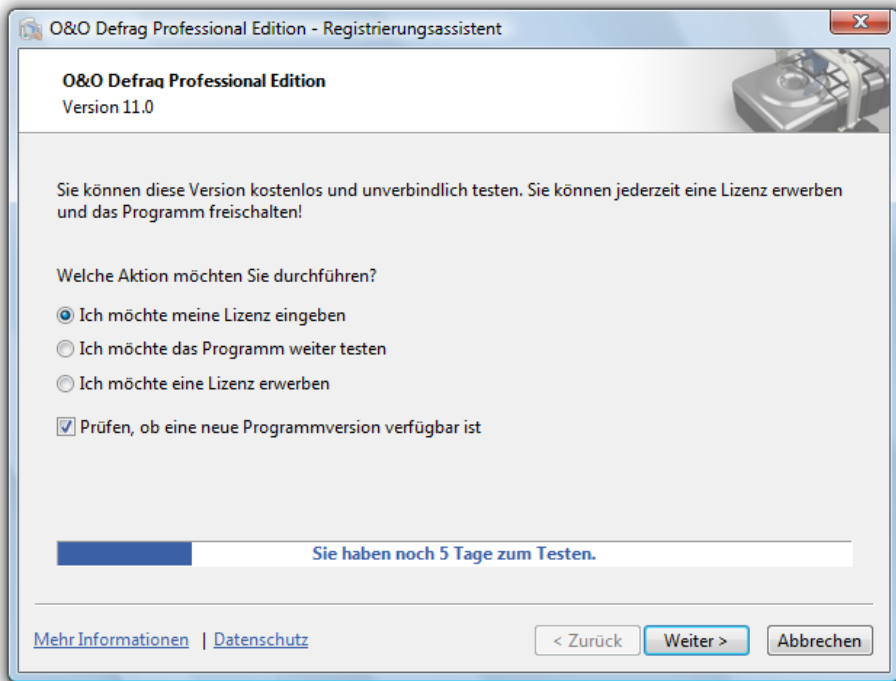 O&O Defrag Professional Edition - Registrierungsassistent
O&O Defrag Professional Edition
Version 11.0
Sie können diese Version kostenlos und unverbindlich testen. Sie können jederzeit eine Lizenz erwerben
und das Programm freischalten!
Welche Aktion möchten Sie durchführen?
Ich möchte meine Lizenz eingeben
Ich möchte das Programm weiter testen
Ich möchte eine Lizenz erwerben
Prüfen, ob eine neue Programmversion verfügbar ist
Sie haben noch 5 Tage zum Testen.
Mehr Informationen | Datenschutz < Zurück Weiter > Abbrechen